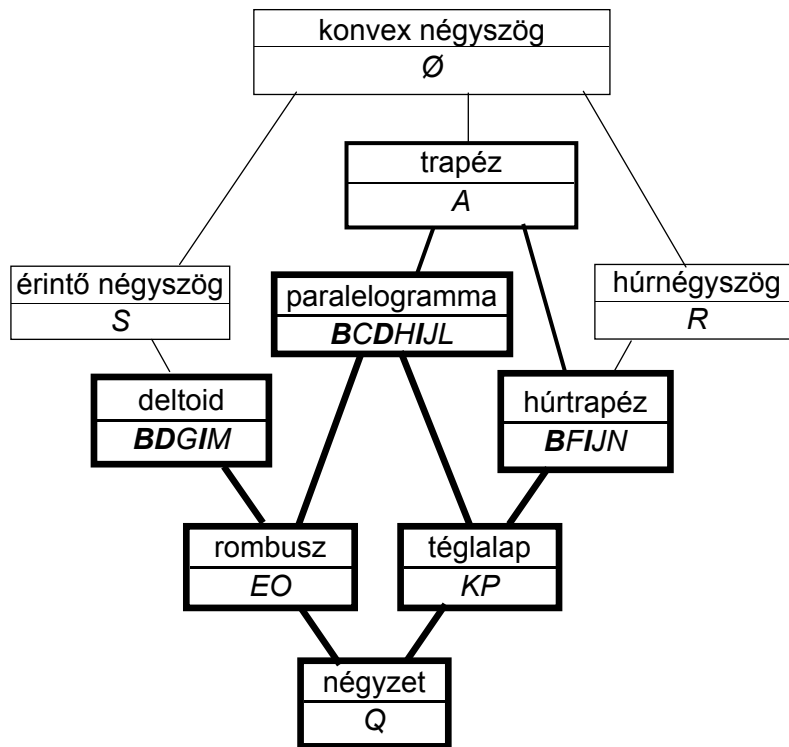 konvex négyszög
Ø
trapéz
A
érintő négyszög
S
paralelogramma
BCDHIJL
húrnégyszög
R
deltoid
BDGIM
húrtrapéz
BFIJN
rombusz
EO
téglalap
KP
négyzet
Q